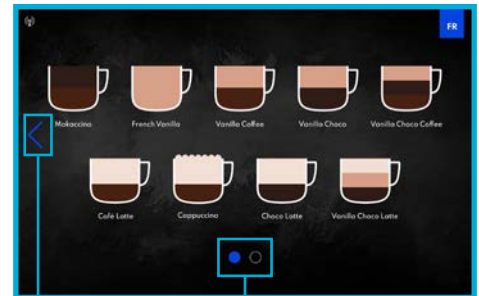 FR
Mokaccino French Vanilla Vanilla Coffee Vanilla Choco Vanilla Choco Coffee
Café Latte Cappuccino Choco Latte Vanilla Choco Latte